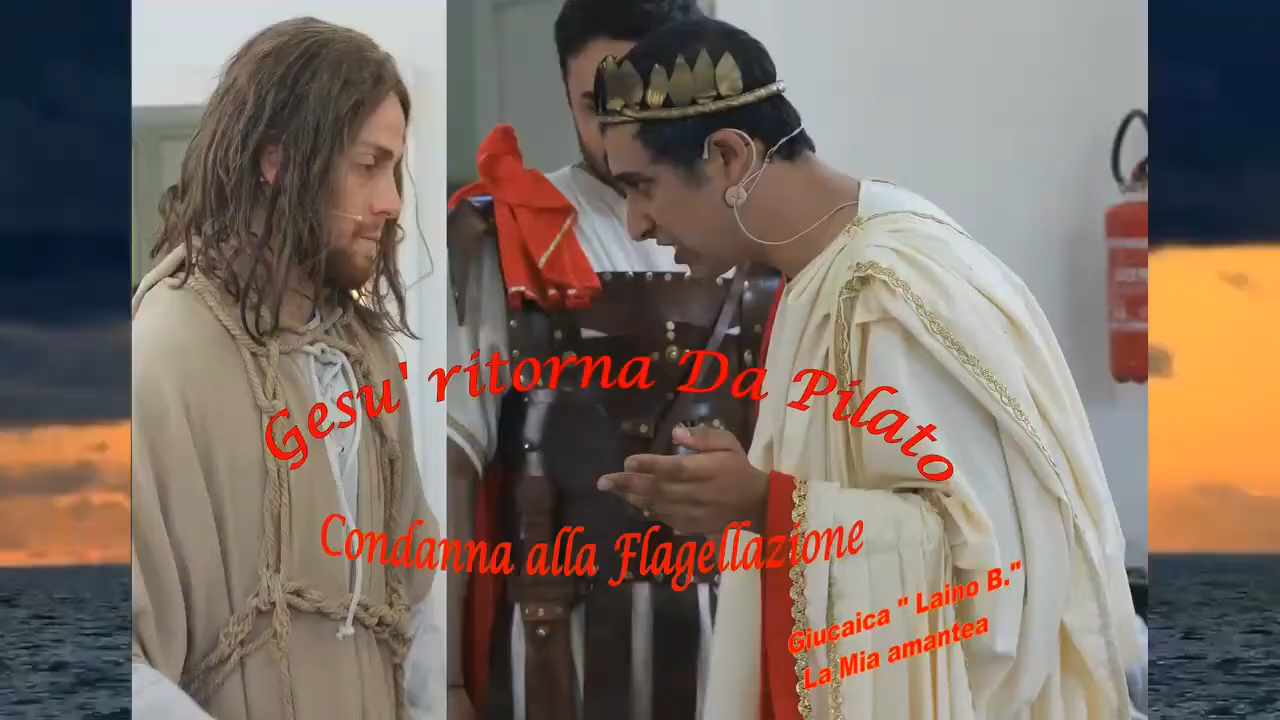 Gesu' ritorna Da Pilato
Condanna alla Flagellazione
Giucaica " Laino B."
La Mia amantea